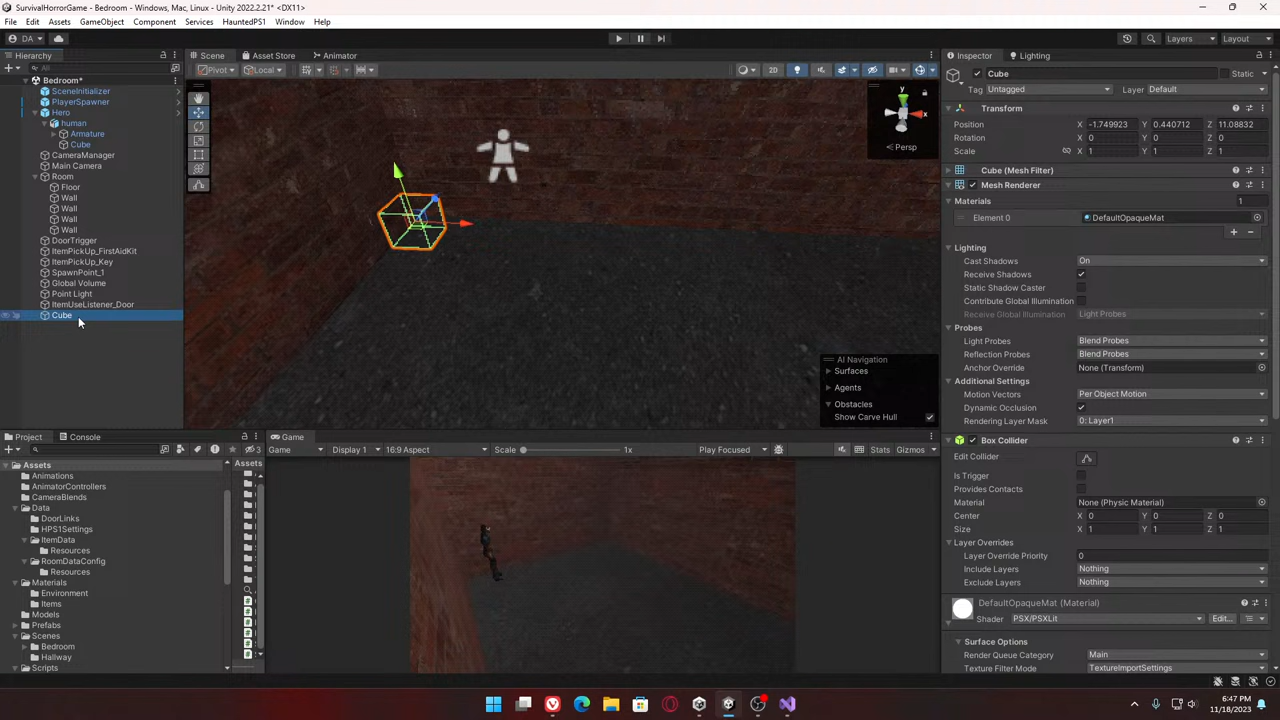 SurvivalHorrorGame - Bedroom - Windows, Mac, Linux - Unity 2022.2.21* <DX11>
File Edit Assets GameObject Component Services HauntedPS1 Window Help
DA
Layers Layout
Hierarchy
All
Bedroom*
SceneInitializer
PlayerSpawner
Hero
human
Armature
Cube
CameraManager
Main Camera
Room
Floor
Wall
Wall
Wall
Wall
DoorTrigger
ItemPickUp_FirstAidKit
ItemPickUp_Key
SpawnPoint_1
Global Volume
Point Light
ItemUseListener_Door
Cube
Scene Asset Store Animator
Pivot Local
2D
y
x
Persp
AI Navigation
Surfaces
Agents
Obstacles
Show Carve Hull
Project Console
3
Assets
Animations
AnimatorControllers
CameraBlends
Data
DoorLinks
HPS1Settings
ItemData
Resources
RoomDataConfig
Resources
Materials
Environment
Items
Models
Prefabs
Scenes
Bedroom
Hallway
Scripts
Assets
Game
Game Display 1 16:9 Aspect Scale 1x Play Focused Stats Gizmos
Inspector Lighting
Cube Static
Tag Untagged Layer Default
Transform
Position X -1.749923 Y 0.440712 Z 11.08832
Rotation X 0 Y 0 Z 0
Scale X 1 Y 1 Z 1
Cube (Mesh Filter)
Mesh Renderer
Materials 1
Element 0 DefaultOpaqueMat
Lighting
Cast Shadows On
Receive Shadows
Static Shadow Caster
Contribute Global Illumination
Receive Global Illumination Light Probes
Probes
Light Probes Blend Probes
Reflection Probes Blend Probes
Anchor Override None (Transform)
Additional Settings
Motion Vectors Per Object Motion
Dynamic Occlusion
Rendering Layer Mask 0: Layer1
Box Collider
Edit Collider
Is Trigger
Provides Contacts
Material None (Physic Material)
Center X 0 Y 0 Z 0
Size X 1 Y 1 Z 1
Layer Overrides
Layer Override Priority 0
Include Layers Nothing
Exclude Layers Nothing
DefaultOpaqueMat (Material)
Shader PSX/PSXLit Edit...
Surface Options
Render Queue Category Main
Texture Filter Mode TextureImportSettings
6:47 PM
11/18/2023